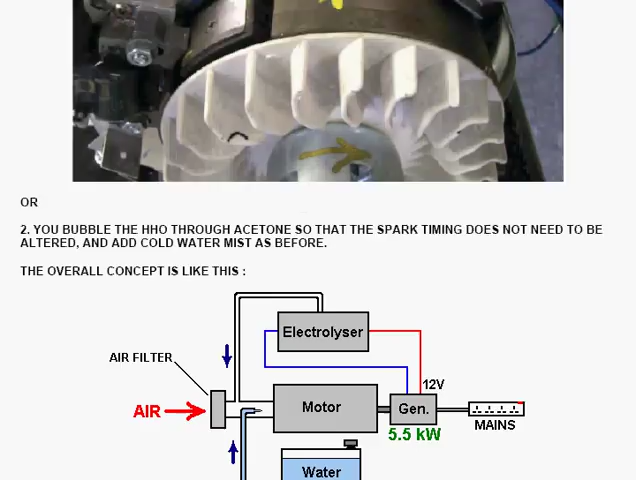 OR
2. YOU BUBBLE THE HHO THROUGH ACETONE SO THAT THE SPARK TIMING DOES NOT NEED TO BE
ALTERED, AND ADD COLD WATER MIST AS BEFORE.
THE OVERALL CONCEPT IS LIKE THIS :
Electrolyser
AIR FILTER
12V
AIR
Motor
Gen.
MAINS
5.5 kW
Water